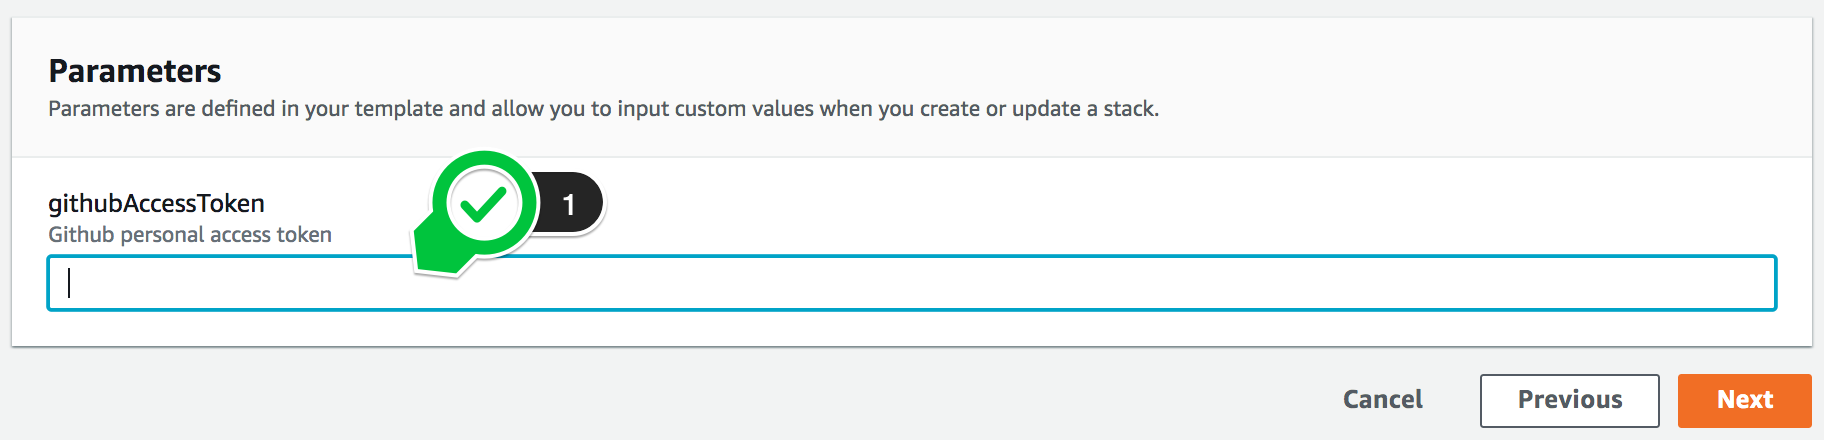 Parameters
Parameters are defined in your template and allow you to input custom values when you create or update a stack.
githubAccessToken
1
Github personal access token
Cancel
Previous
Next